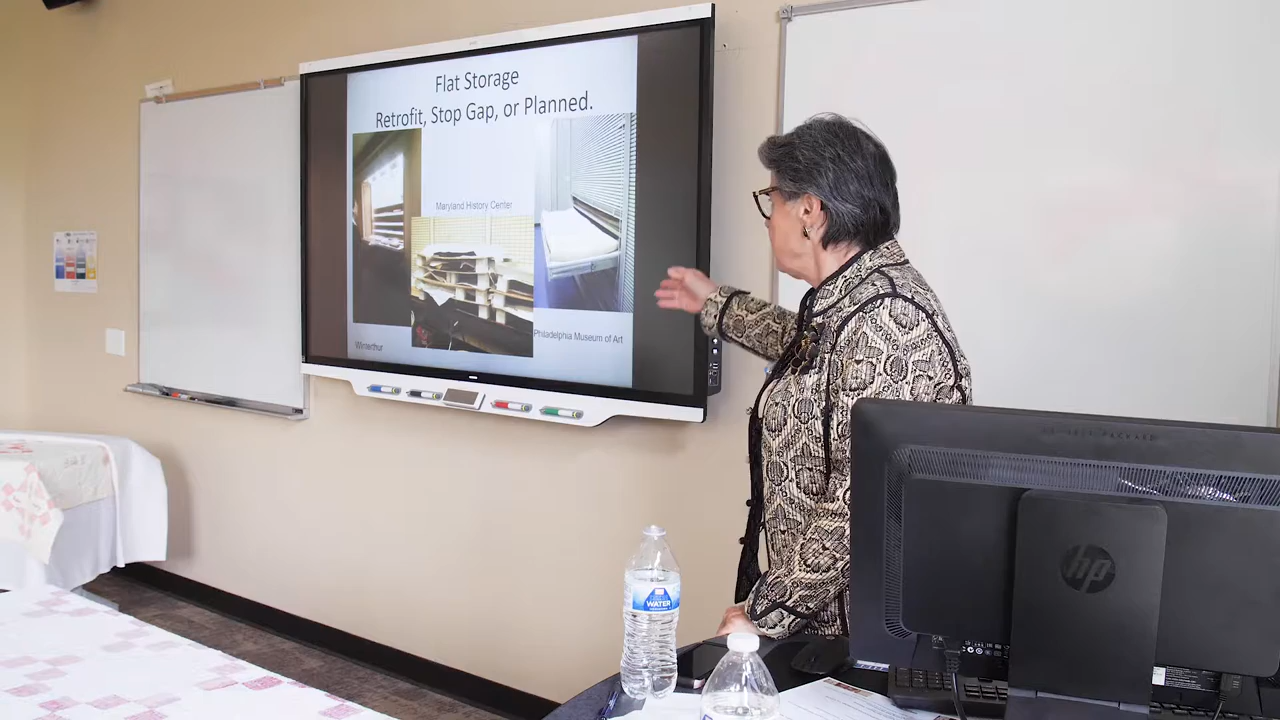 Flat Storage
Retrofit, Stop Gap, or Planned.
Maryland History Center
Philadelphia Museum of Art
Winterthur
WATER
hp